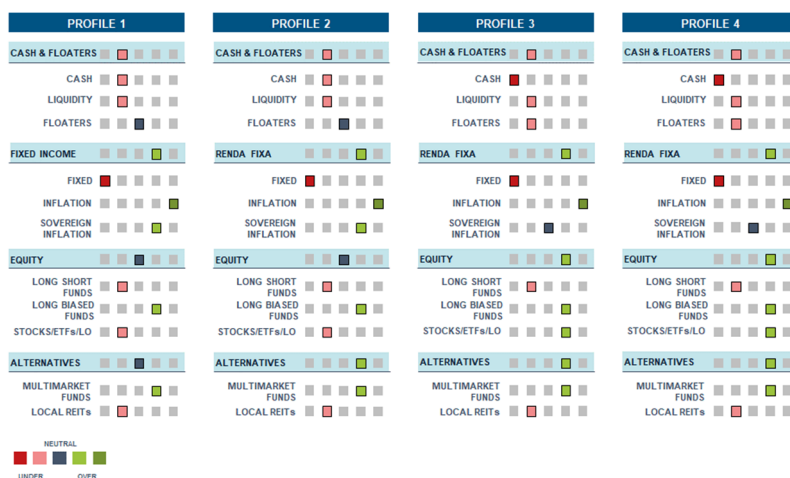 PROFILE 1
CASH & FLOATERS
CASH
LIQUIDITY
FLOATERS
FIXED INCOME
FIXED
INFLATION
SOVEREIGN
INFLATION
EQUITY
LONG SHORT
FUNDS
LONG BIASED
FUNDS
STOCKS/ETFs/LO
ALTERNATIVES
MULTIMARKET
FUNDS
LOCAL REITs
PROFILE 2
CASH & FLOATERS
CASH
LIQUIDITY
FLOATERS
RENDA FIXA
FIXED
INFLATION
SOVEREIGN
INFLATION
EQUITY
LONG SHORT
FUNDS
LONG BIASED
FUNDS
STOCKS/ETFs/LO
ALTERNATIVES
MULTIMARKET
FUNDS
LOCAL REITs
PROFILE 3
CASH & FLOATERS
CASH
LIQUIDITY
FLOATERS
RENDA FIXA
FIXED
INFLATION
SOVEREIGN
INFLATION
EQUITY
LONG SHORT
FUNDS
LONG BIASED
FUNDS
STOCKS/ETFs/LO
ALTERNATIVES
MULTIMARKET
FUNDS
LOCAL REITs
PROFILE 4
CASH & FLOATERS
CASH
LIQUIDITY
FLOATERS
RENDA FIXA
FIXED
INFLATION
SOVEREIGN
INFLATION
EQUITY
LONG SHORT
FUNDS
LONG BIASED
FUNDS
STOCKS/ETFs/LO
ALTERNATIVES
MULTIMARKET
FUNDS
LOCAL REITs
NEUTRAL
UNDER OVER